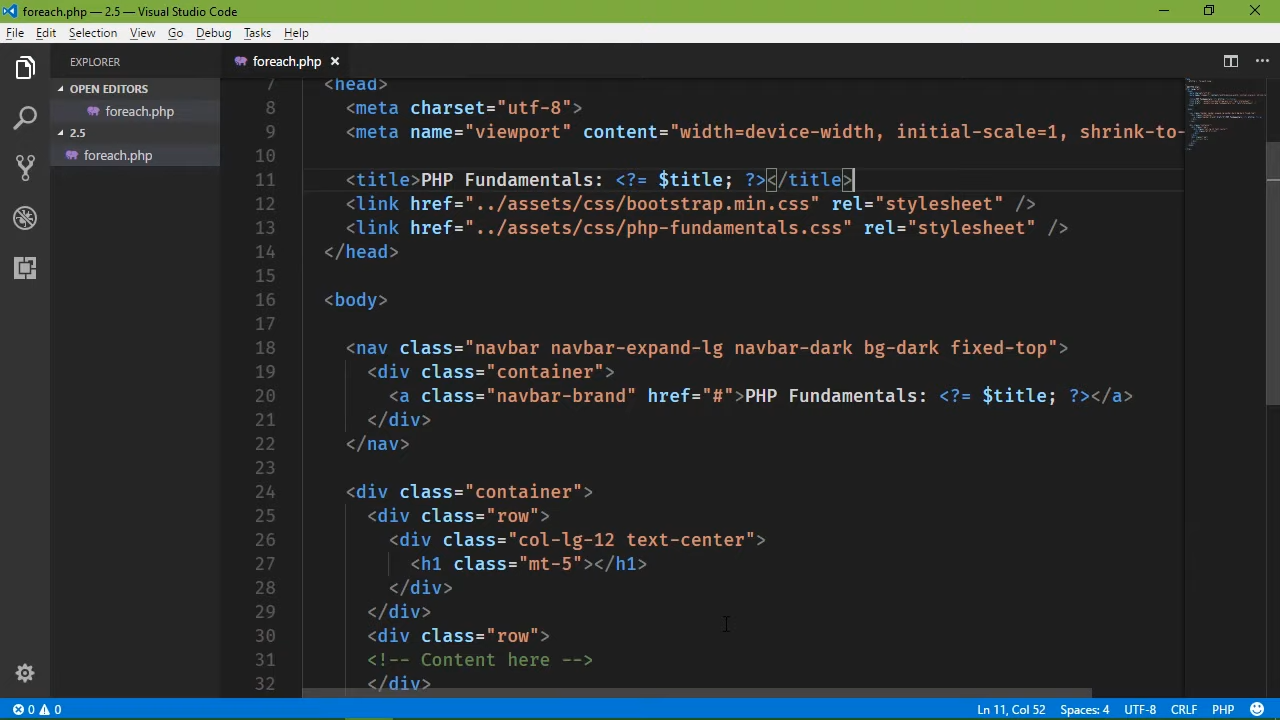 foreach.php — 2.5 — Visual Studio Code
File Edit Selection View Go Debug Tasks Help
EXPLORER
OPEN EDITORS
foreach.php
2.5
foreach.php
foreach.php
7 <head>
8 <meta charset="utf-8">
9 <meta name="viewport" content="width=device-width, initial-scale=1, shrink-to-
10
11 <title>PHP Fundamentals: <?= $title; ?></title>
12 <link href="../assets/css/bootstrap.min.css" rel="stylesheet" />
13 <link href="../assets/css/php-fundamentals.css" rel="stylesheet" />
14 </head>
15
16 <body>
17
18 <nav class="navbar navbar-expand-lg navbar-dark bg-dark fixed-top">
19 <div class="container">
20 <a class="navbar-brand" href="#">PHP Fundamentals: <?= $title; ?></a>
21 </div>
22 </nav>
23
24 <div class="container">
25 <div class="row">
26 <div class="col-lg-12 text-center">
27 <h1 class="mt-5"></h1>
28 </div>
29 </div>
30 <div class="row">
31 <!-- Content here -->
32 </div>
0 0 Ln 11, Col 52 Spaces: 4 UTF-8 CRLF PHP